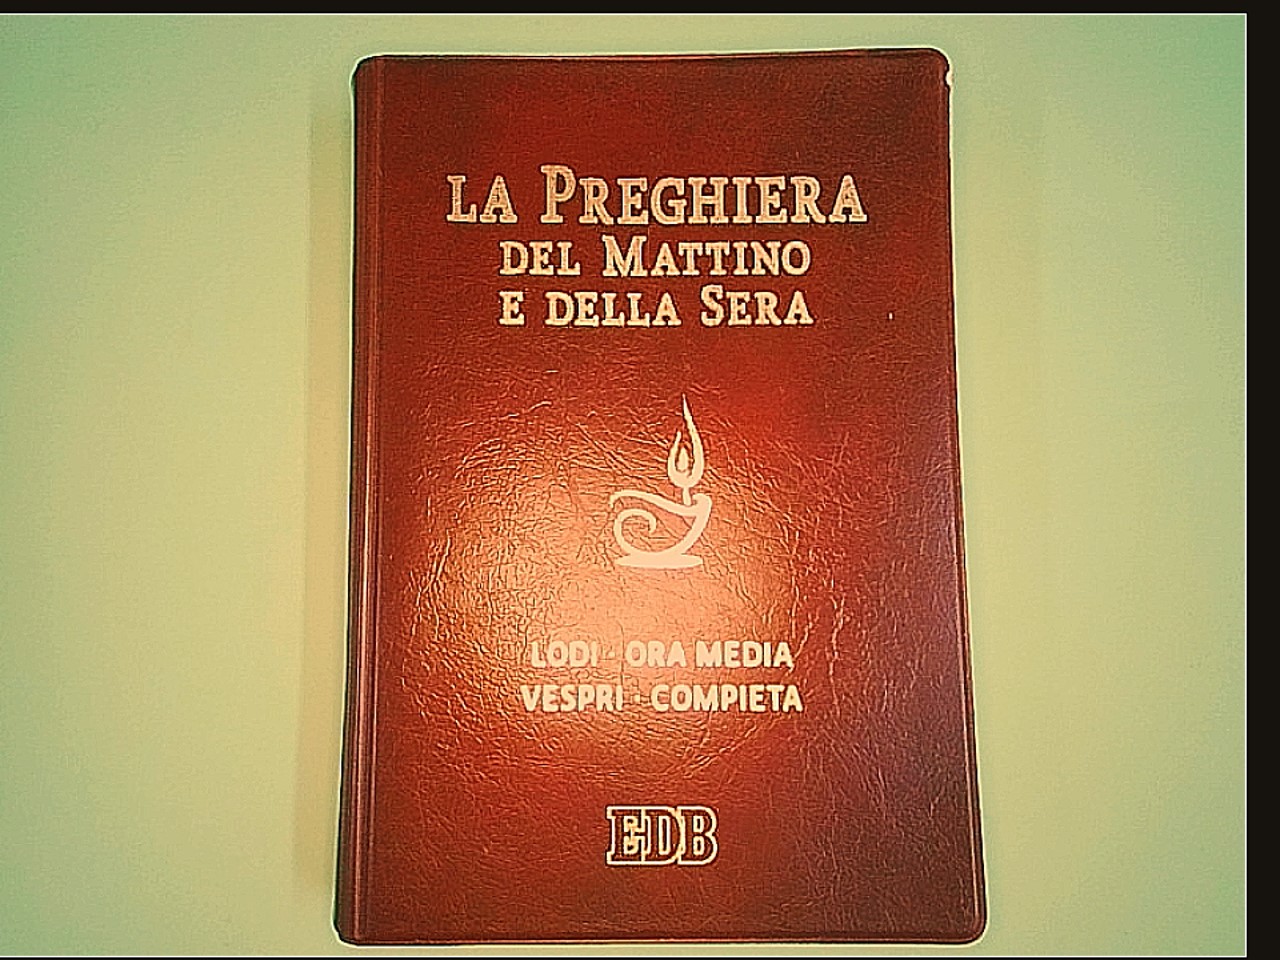 LA PREGHIERA
DEL MATTINO
E DELLA SERA
LODI - ORA MEDIA
VESPRI · COMPIETA
EDB